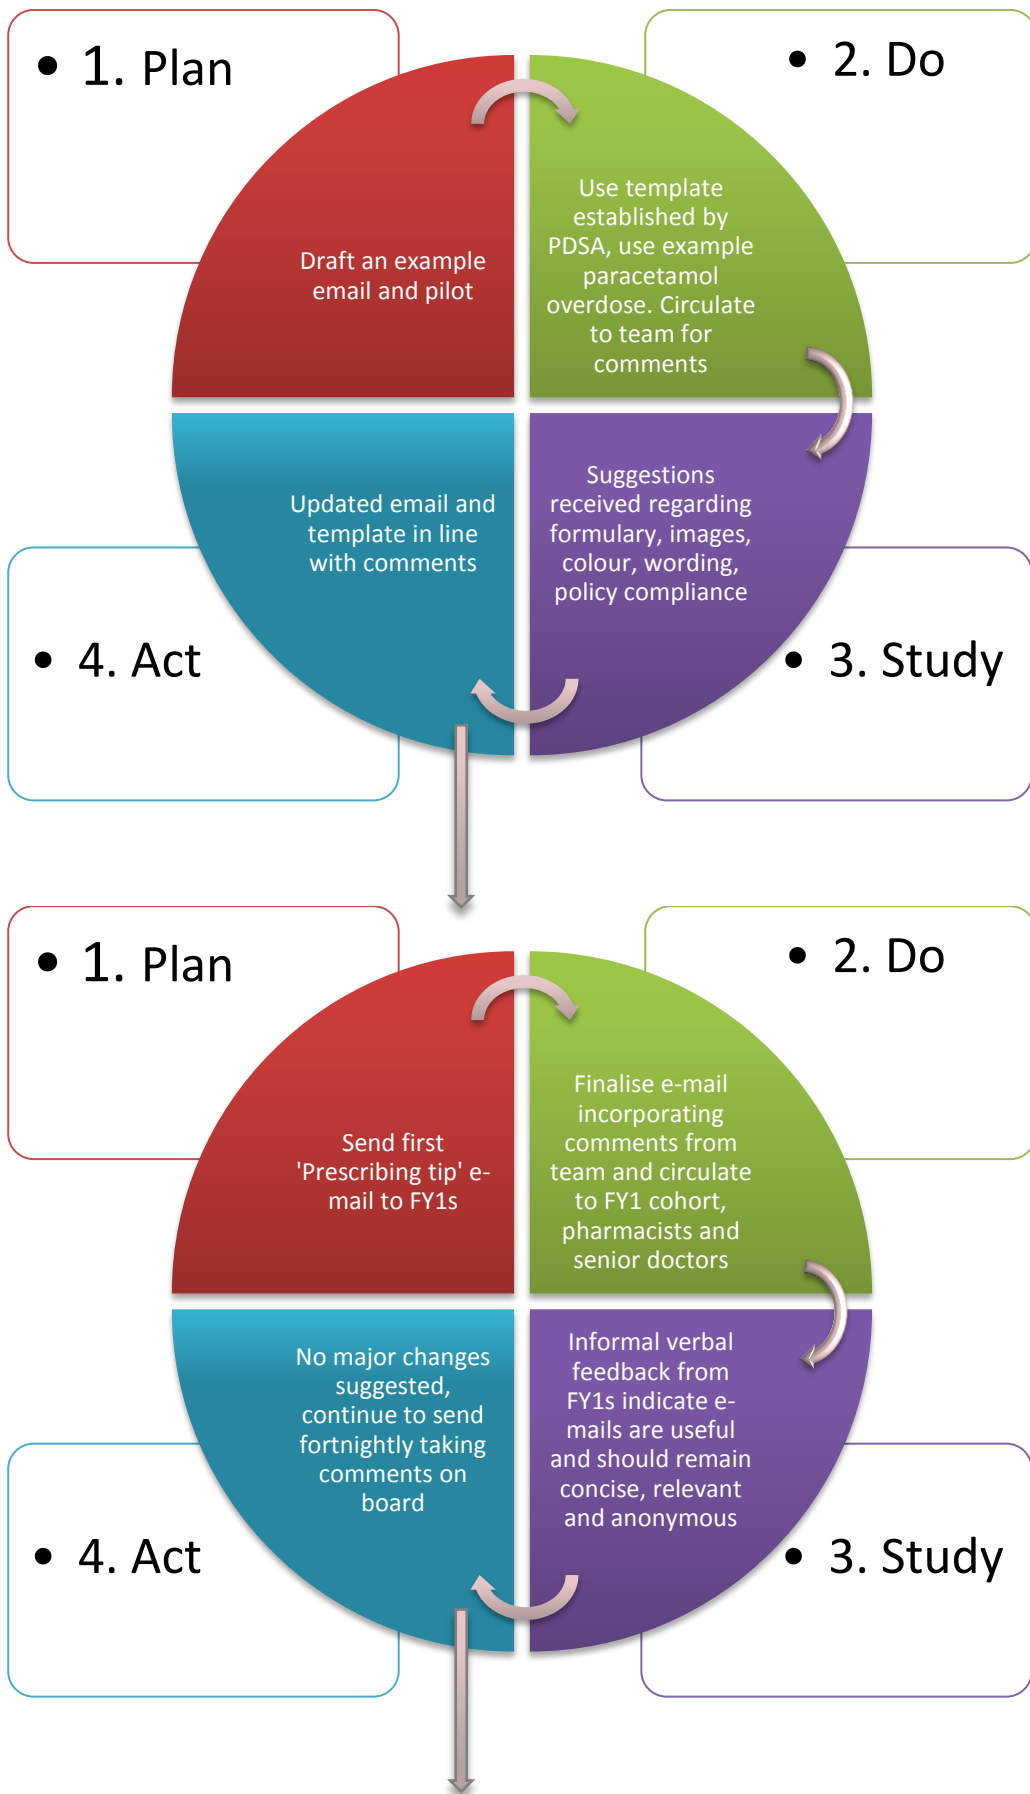 • 1. Plan
• 2. Do
Draft an example
email and pilot
Use template
established by
PDSA, use example
paracetamol
overdose. Circulate
to team for
comments
Updated email and
template in line
with comments
Suggestions
received regarding
formulary, images,
colour, wording,
policy compliance
• 4. Act
• 3. Study
• 1. Plan
• 2. Do
Send first
'Prescribing tip' e-
mail to FY1s
Finalise e-mail
incorporating
comments from
team and circulate
to FY1 cohort,
pharmacists and
senior doctors
No major changes
suggested,
continue to send
fortnightly taking
comments on
board
Informal verbal
feedback from
FY1s indicate e-
mails are useful
and should remain
concise, relevant
and anonymous
• 4. Act
• 3. Study